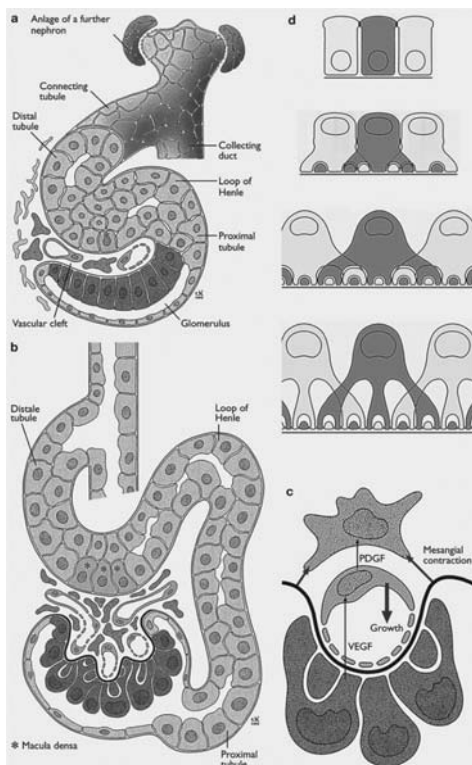 a
Anlage of a further
nephron
Connecting
tubule
Distal
tubule
Collecting
duct
Loop of
Henle
Proximal
tubule
Vascular cleft
Glomerulus
b
Distale
tubule
Loop of
Henle
✻ Macula densa
Proximal
tubule
d
c
PDGF
Mesangial
contraction
Growth
VEGF